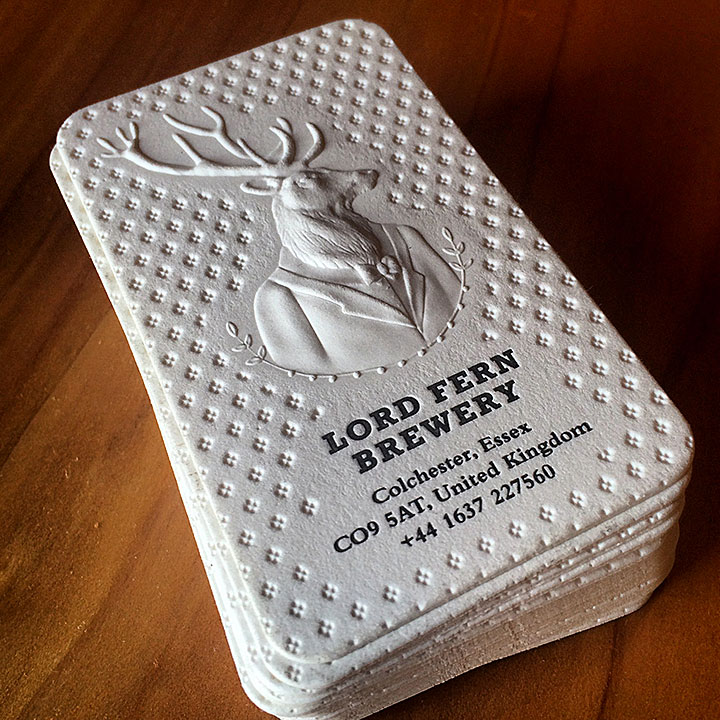 LORD FERN
BREWERY
Colchester, Essex
CO9 5AT, United Kingdom
+44 1637 227560